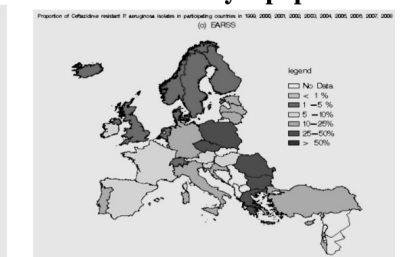 Proportion of Ceftazidime resistant P. aeruginosa isolates in participating countries in 1999, 2000, 2001, 2002, 2003, 2004, 2005, 2006, 2007, 2008
(c) EARSS
legend
No Data
< 1 %
1 —5 %
5 —10%
10—25%
25—50%
> 50%